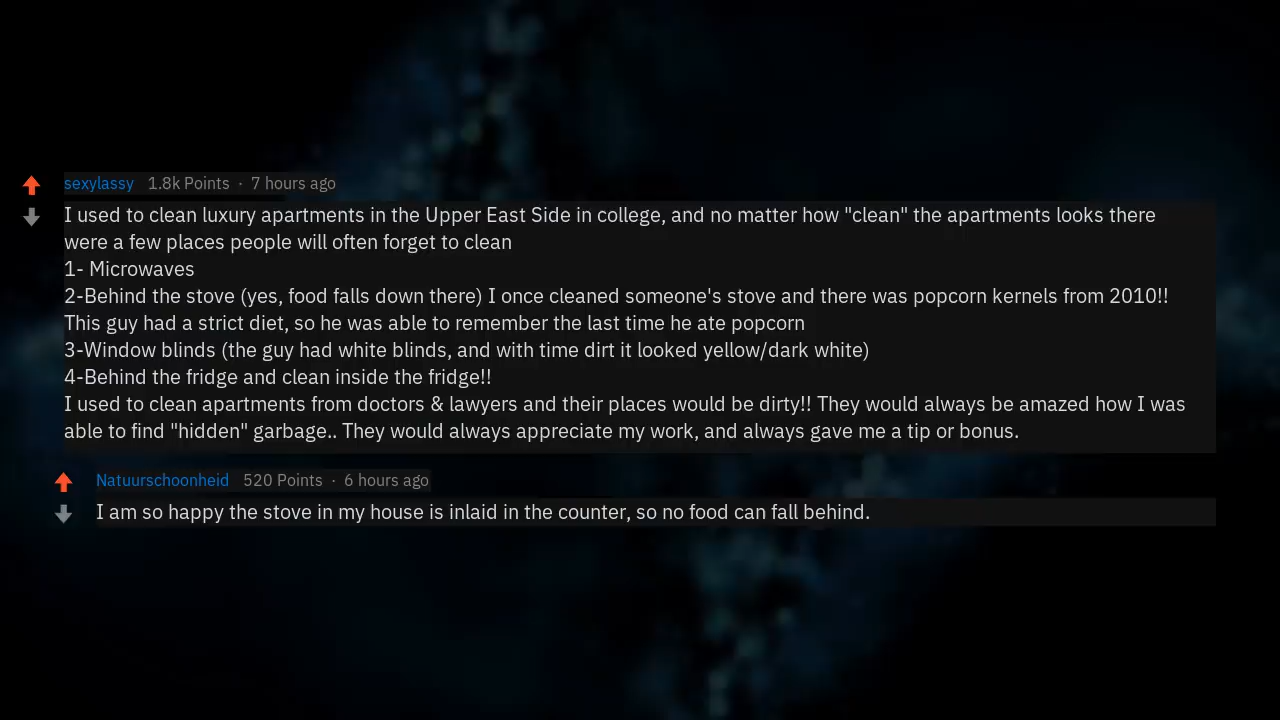 sexylassy 1.8k Points · 7 hours ago
I used to clean luxury apartments in the Upper East Side in college, and no matter how "clean" the apartments looks there
were a few places people will often forget to clean
1- Microwaves
2-Behind the stove (yes, food falls down there) I once cleaned someone's stove and there was popcorn kernels from 2010!!
This guy had a strict diet, so he was able to remember the last time he ate popcorn
3-Window blinds (the guy had white blinds, and with time dirt it looked yellow/dark white)
4-Behind the fridge and clean inside the fridge!!
I used to clean apartments from doctors & lawyers and their places would be dirty!! They would always be amazed how I was
able to find "hidden" garbage.. They would always appreciate my work, and always gave me a tip or bonus.
Natuurschoonheid 520 Points · 6 hours ago
I am so happy the stove in my house is inlaid in the counter, so no food can fall behind.